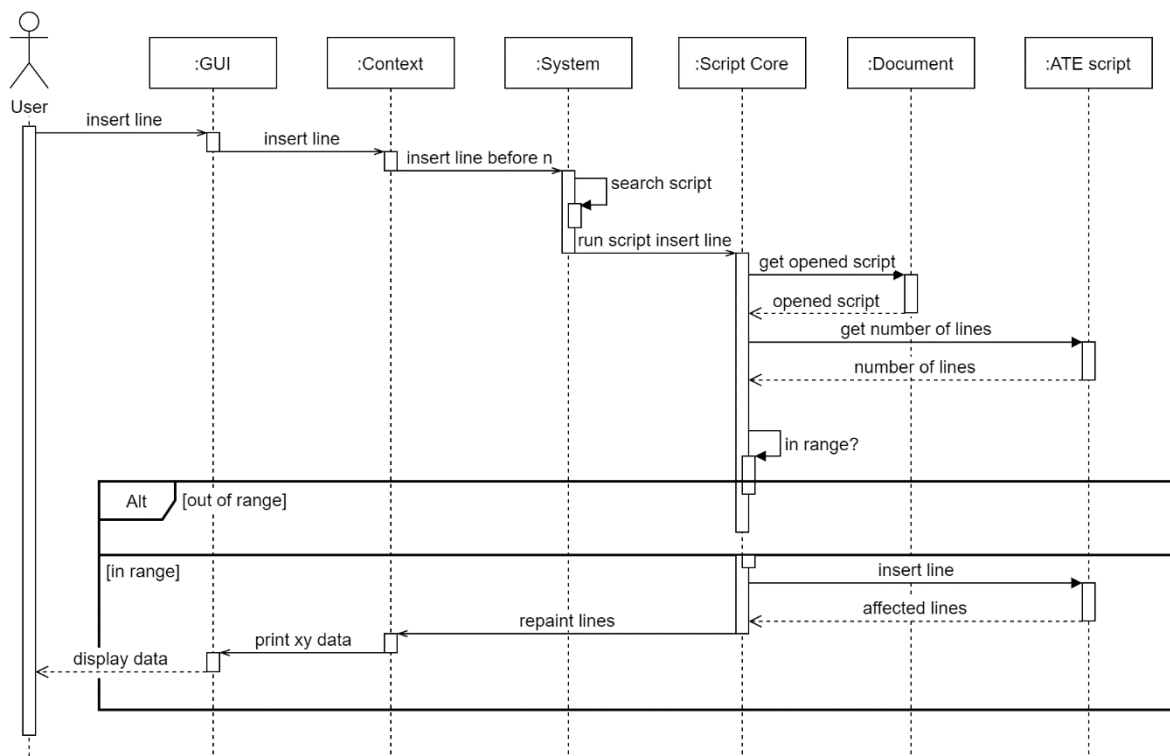 :GUI
:Context
:System
:Script Core
:Document
:ATE script
User
insert line
insert line
insert line before n
search script
run script insert line
get opened script
opened script
get number of lines
number of lines
in range?
Alt
[out of range]
[in range]
insert line
affected lines
repaint lines
print xy data
display data